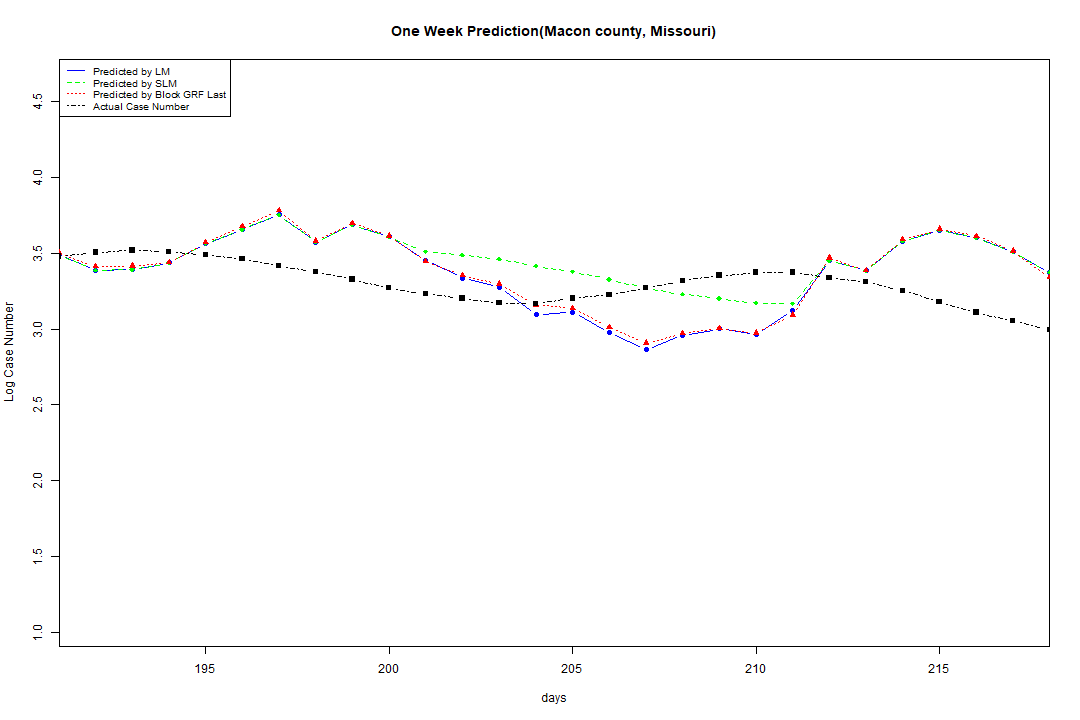 One Week Prediction(Macon county, Missouri)
Predicted by LM
Predicted by SLM
Predicted by Block GRF Last
Actual Case Number
4.5
4.0
3.5
3.0
2.5
2.0
1.5
1.0
Log Case Number
195 200 205 210 215
days